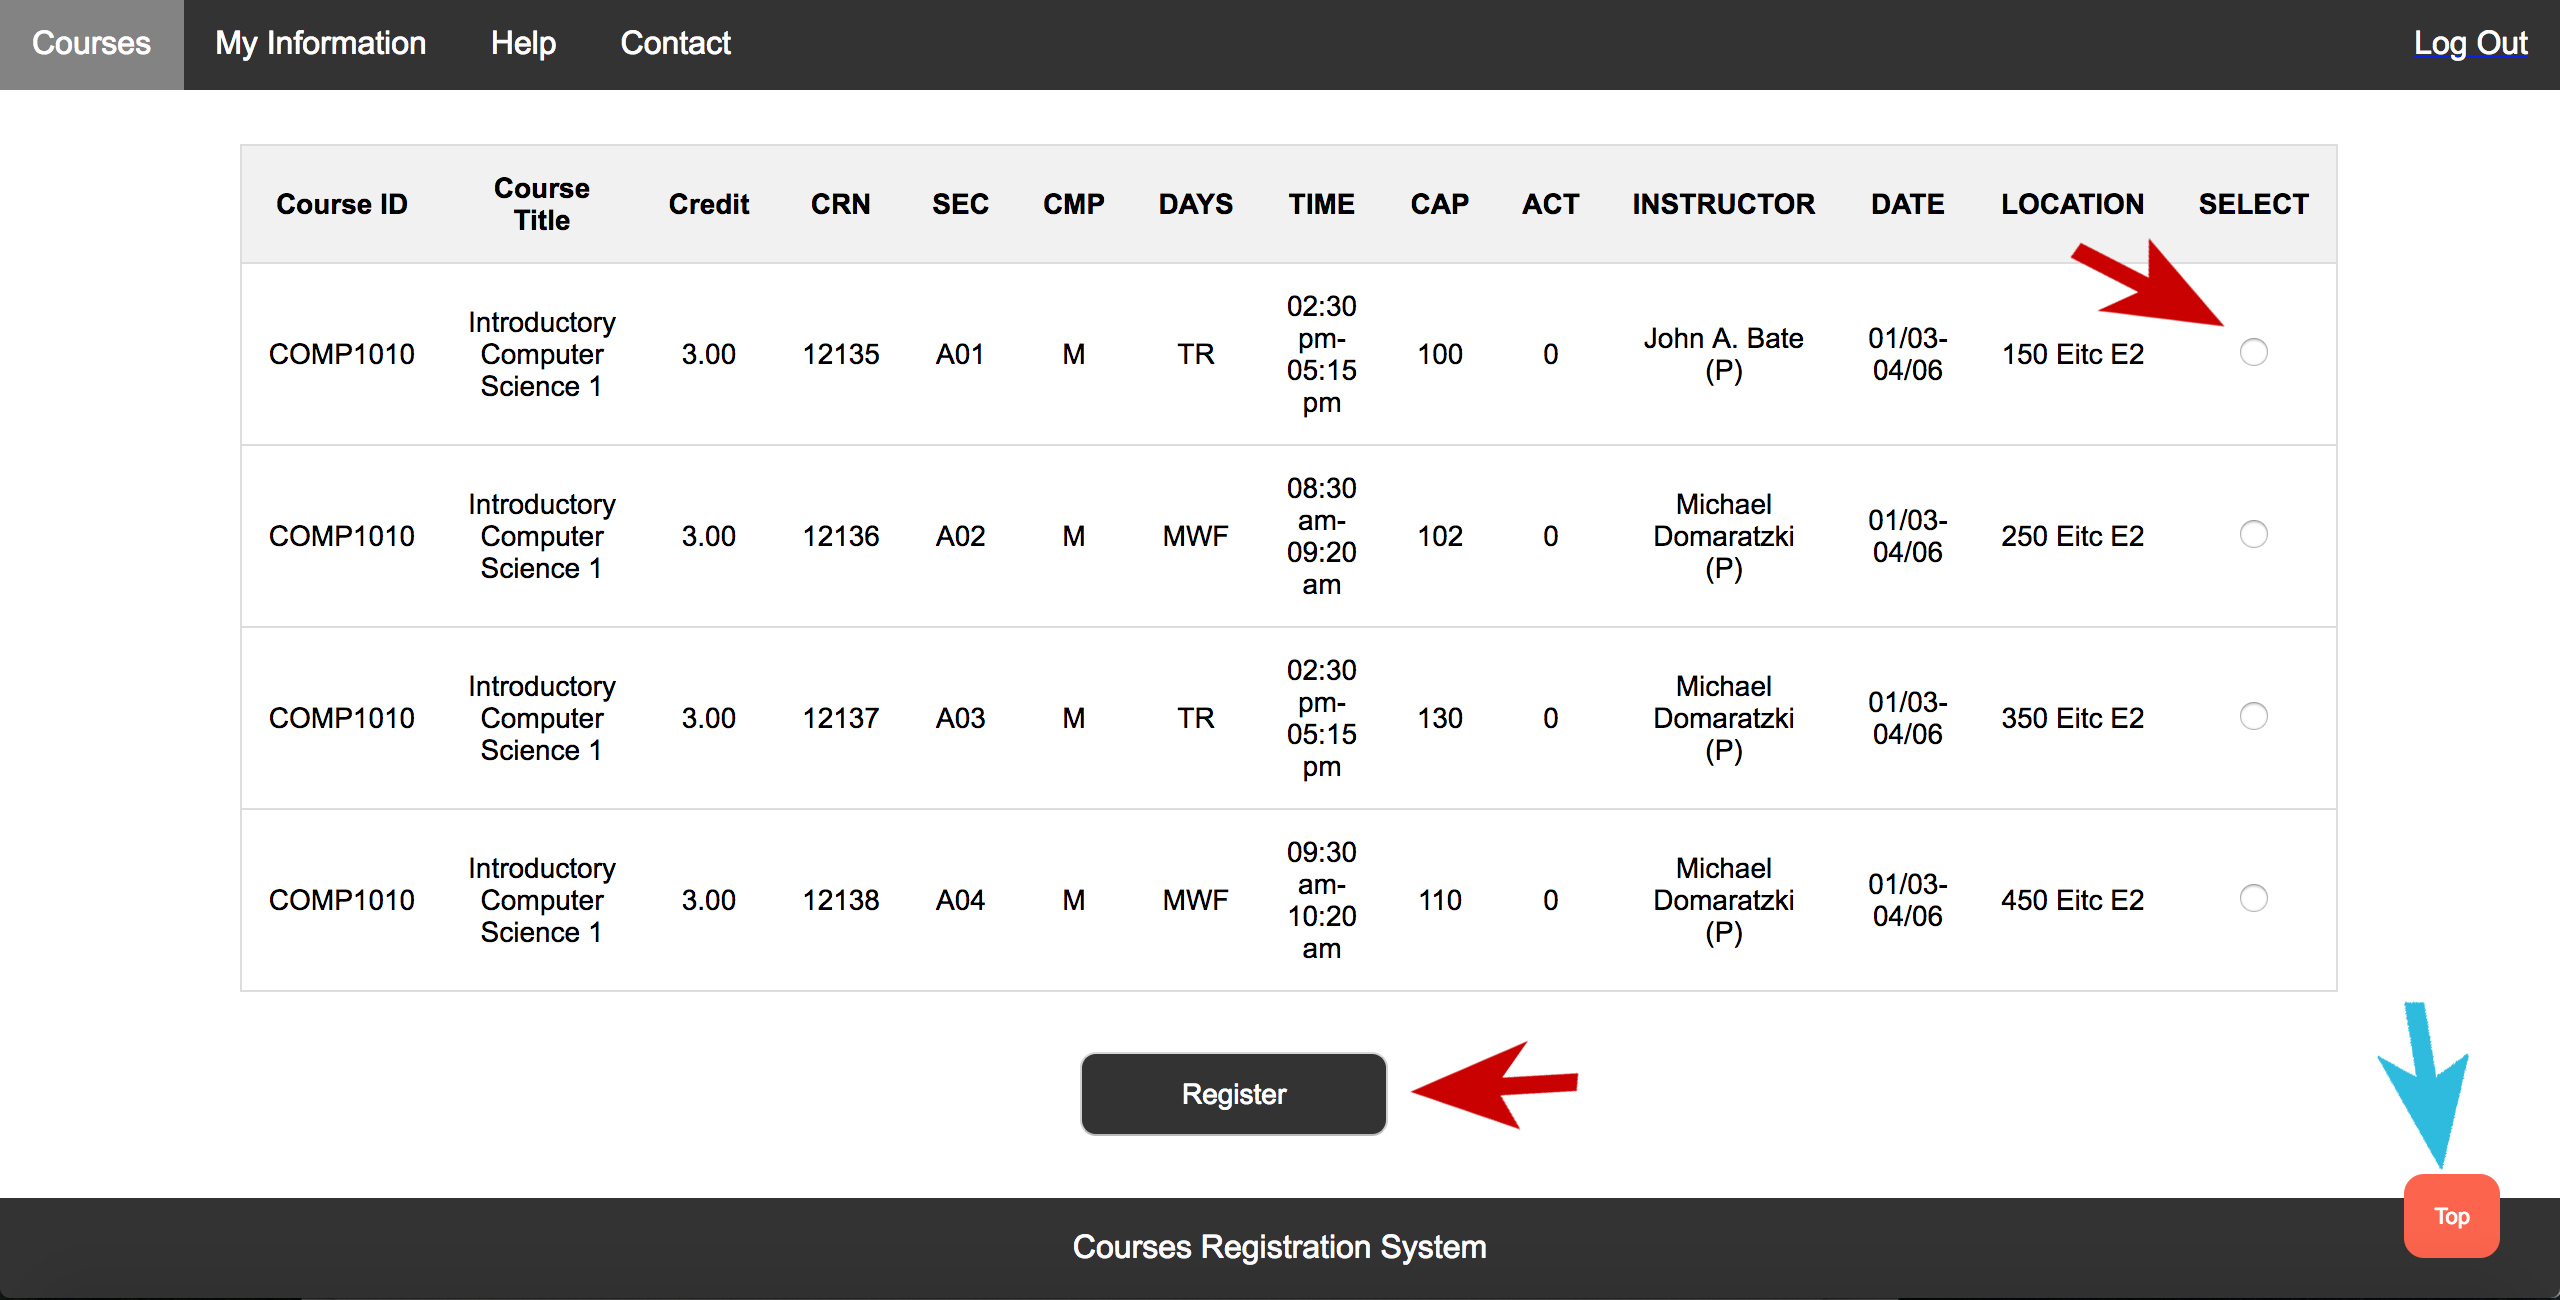 Courses My Information Help Contact Log Out
Course ID Course Title Credit CRN SEC CMP DAYS TIME CAP ACT INSTRUCTOR DATE LOCATION SELECT
COMP1010 Introductory Computer Science 1 3.00 12135 A01 M TR 02:30 pm-05:15 pm 100 0 John A. Bate (P) 01/03-04/06 150 Eitc E2
COMP1010 Introductory Computer Science 1 3.00 12136 A02 M MWF 08:30 am-09:20 am 102 0 Michael Domaratzki (P) 01/03-04/06 250 Eitc E2
COMP1010 Introductory Computer Science 1 3.00 12137 A03 M TR 02:30 pm-05:15 pm 130 0 Michael Domaratzki (P) 01/03-04/06 350 Eitc E2
COMP1010 Introductory Computer Science 1 3.00 12138 A04 M MWF 09:30 am-10:20 am 110 0 Michael Domaratzki (P) 01/03-04/06 450 Eitc E2
Register
Top
Courses Registration System